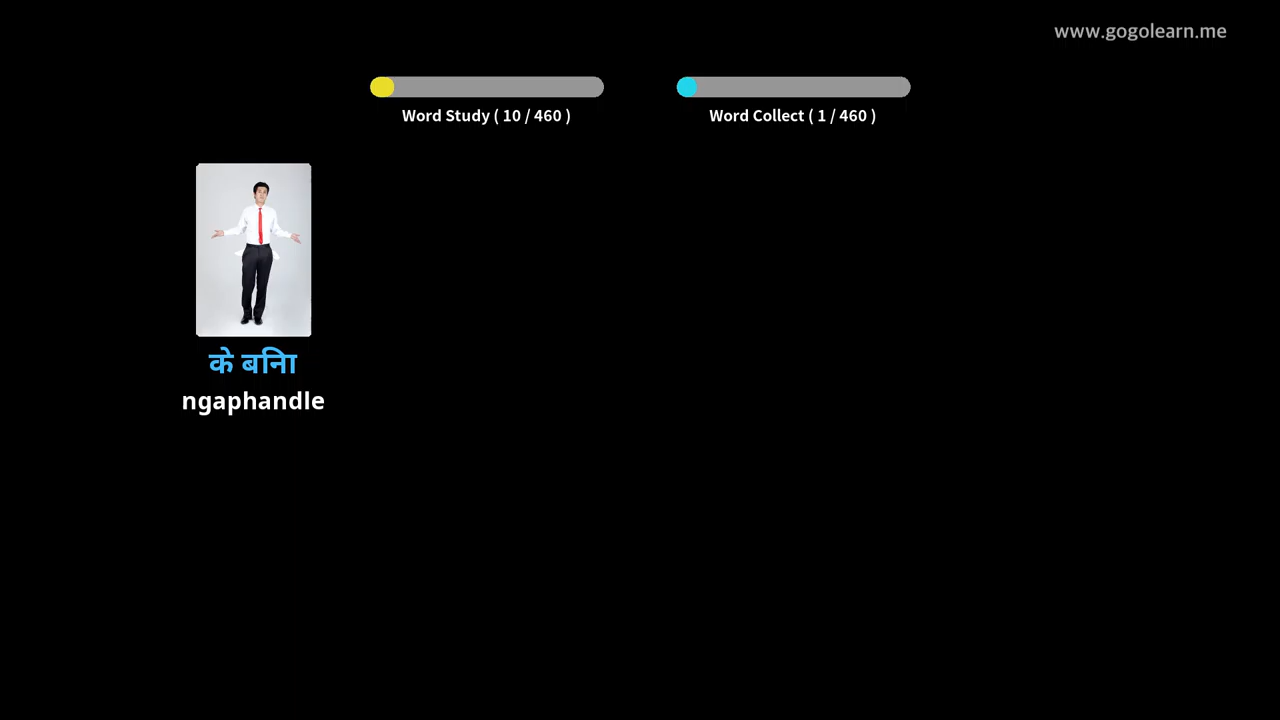 www.gogolearn.me
Word Study ( 10 / 460 )
Word Collect ( 1 / 460 )
के बिना
ngaphandle